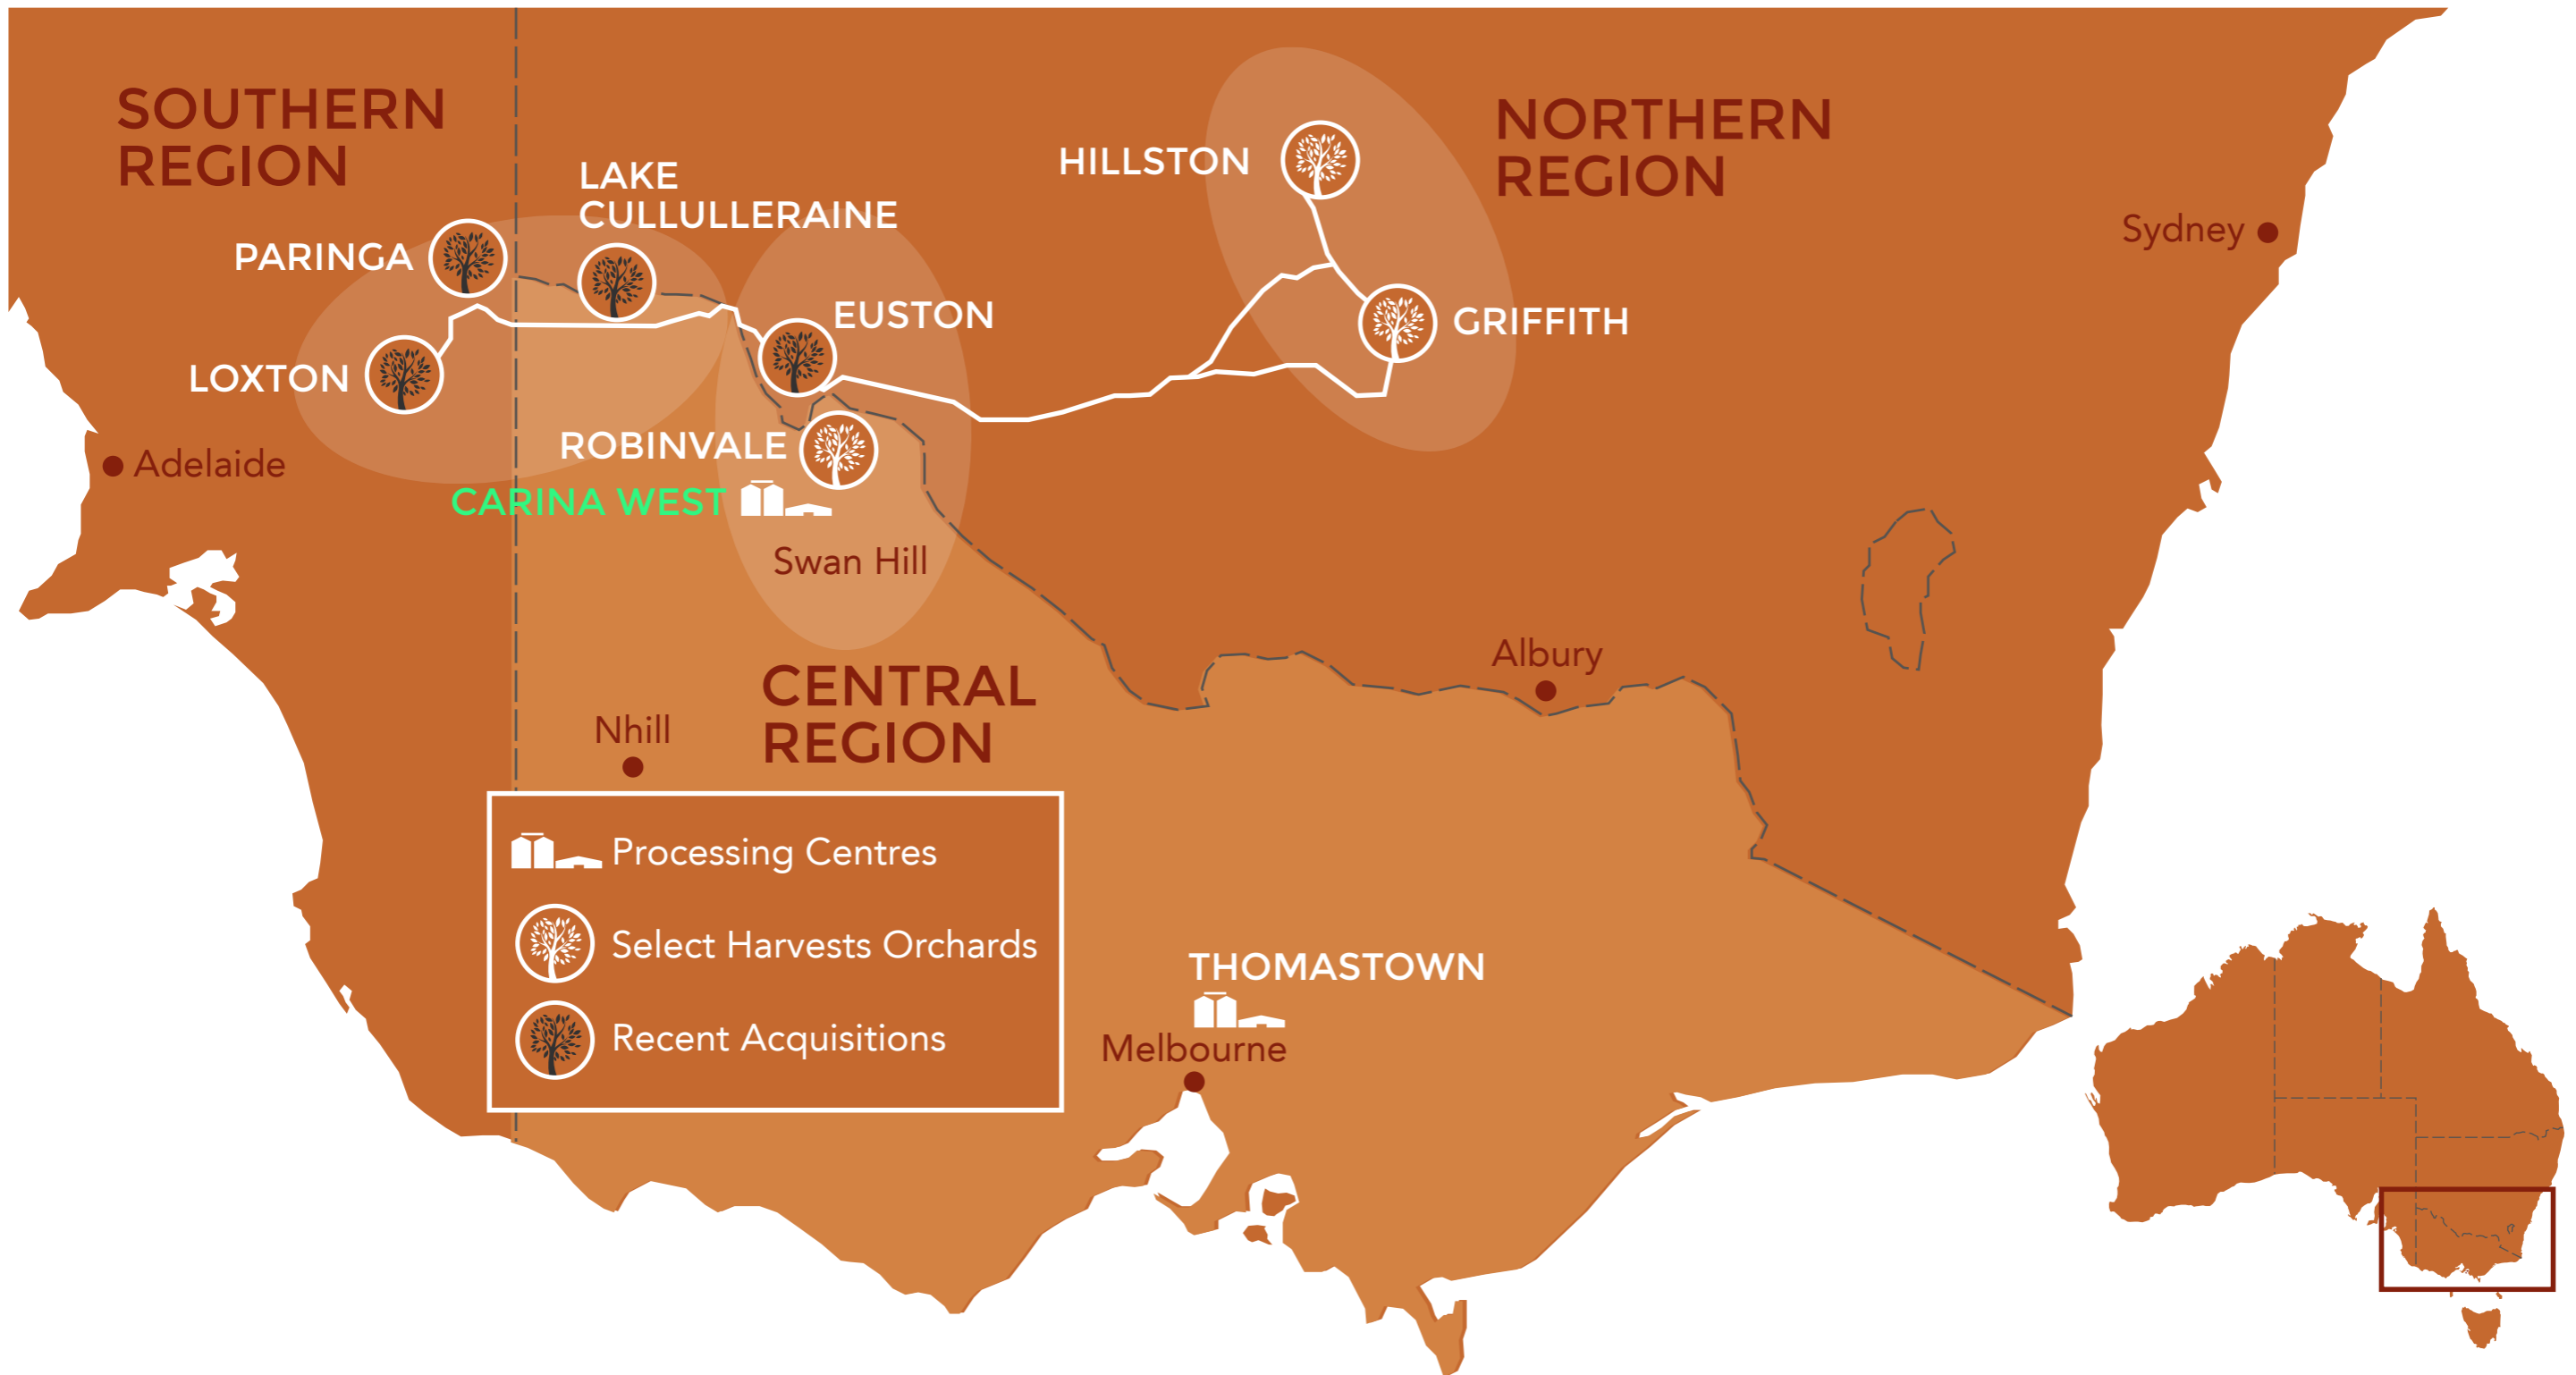 SOUTHERN
REGION
NORTHERN
REGION
HILLSTON
LAKE
CULLULLERAINE
Sydney
PARINGA
EUSTON
GRIFFITH
LOXTON
ROBINVALE
Adelaide
CARINA WEST
Swan Hill
Albury
CENTRAL
REGION
Nhill
Processing Centres
Select Harvests Orchards
Recent Acquisitions
THOMASTOWN
Melbourne